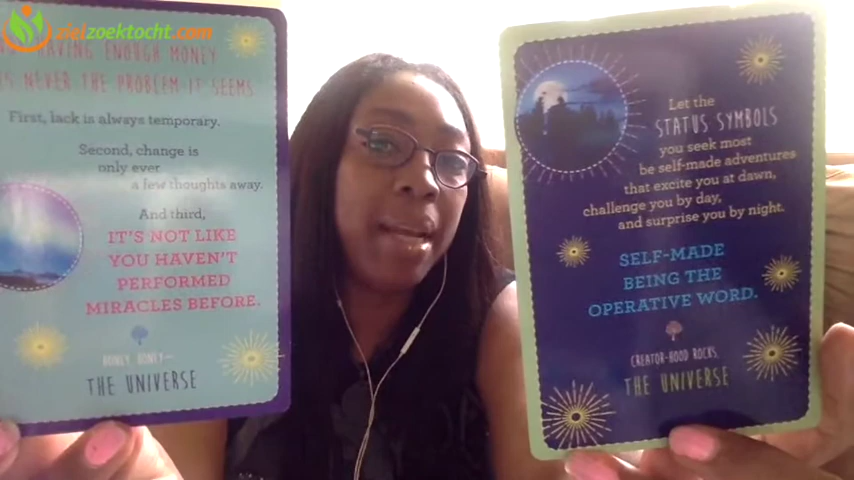 zielzoektocht.com
HAVING ENOUGH MONEY
IS NEVER THE PROBLEM IT SEEMS
First, lack is always temporary.
Second, change is
only ever
a few thoughts away.
And third,
IT'S NOT LIKE
YOU HAVEN'T
PERFORMED
MIRACLES BEFORE.
HONEY, HONEY—
THE UNIVERSE
Let the
STATUS SYMBOLS
you seek most
be self-made adventures
that excite you at dawn,
challenge you by day,
and surprise you by night.
SELF-MADE
BEING THE
OPERATIVE WORD.
CREATOR-HOOD ROCKS,
THE UNIVERSE